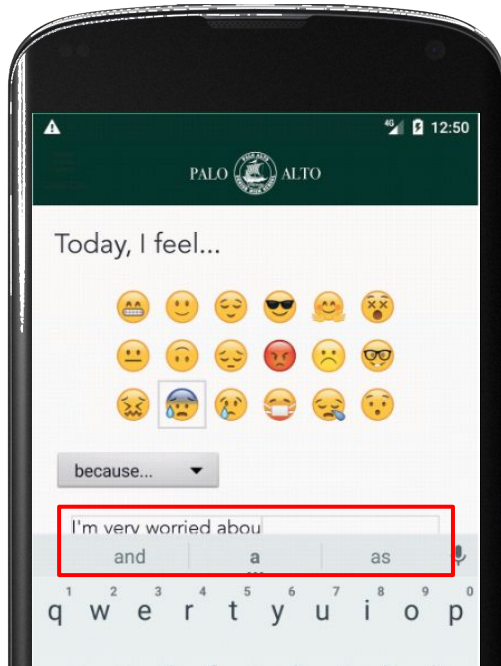 4G 12:50
PALO ALTO
Today, I feel...
because...
I'm very worried abou
and a as
1 2 3 4 5 6 7 8 9 0
q w e r t y u i o p